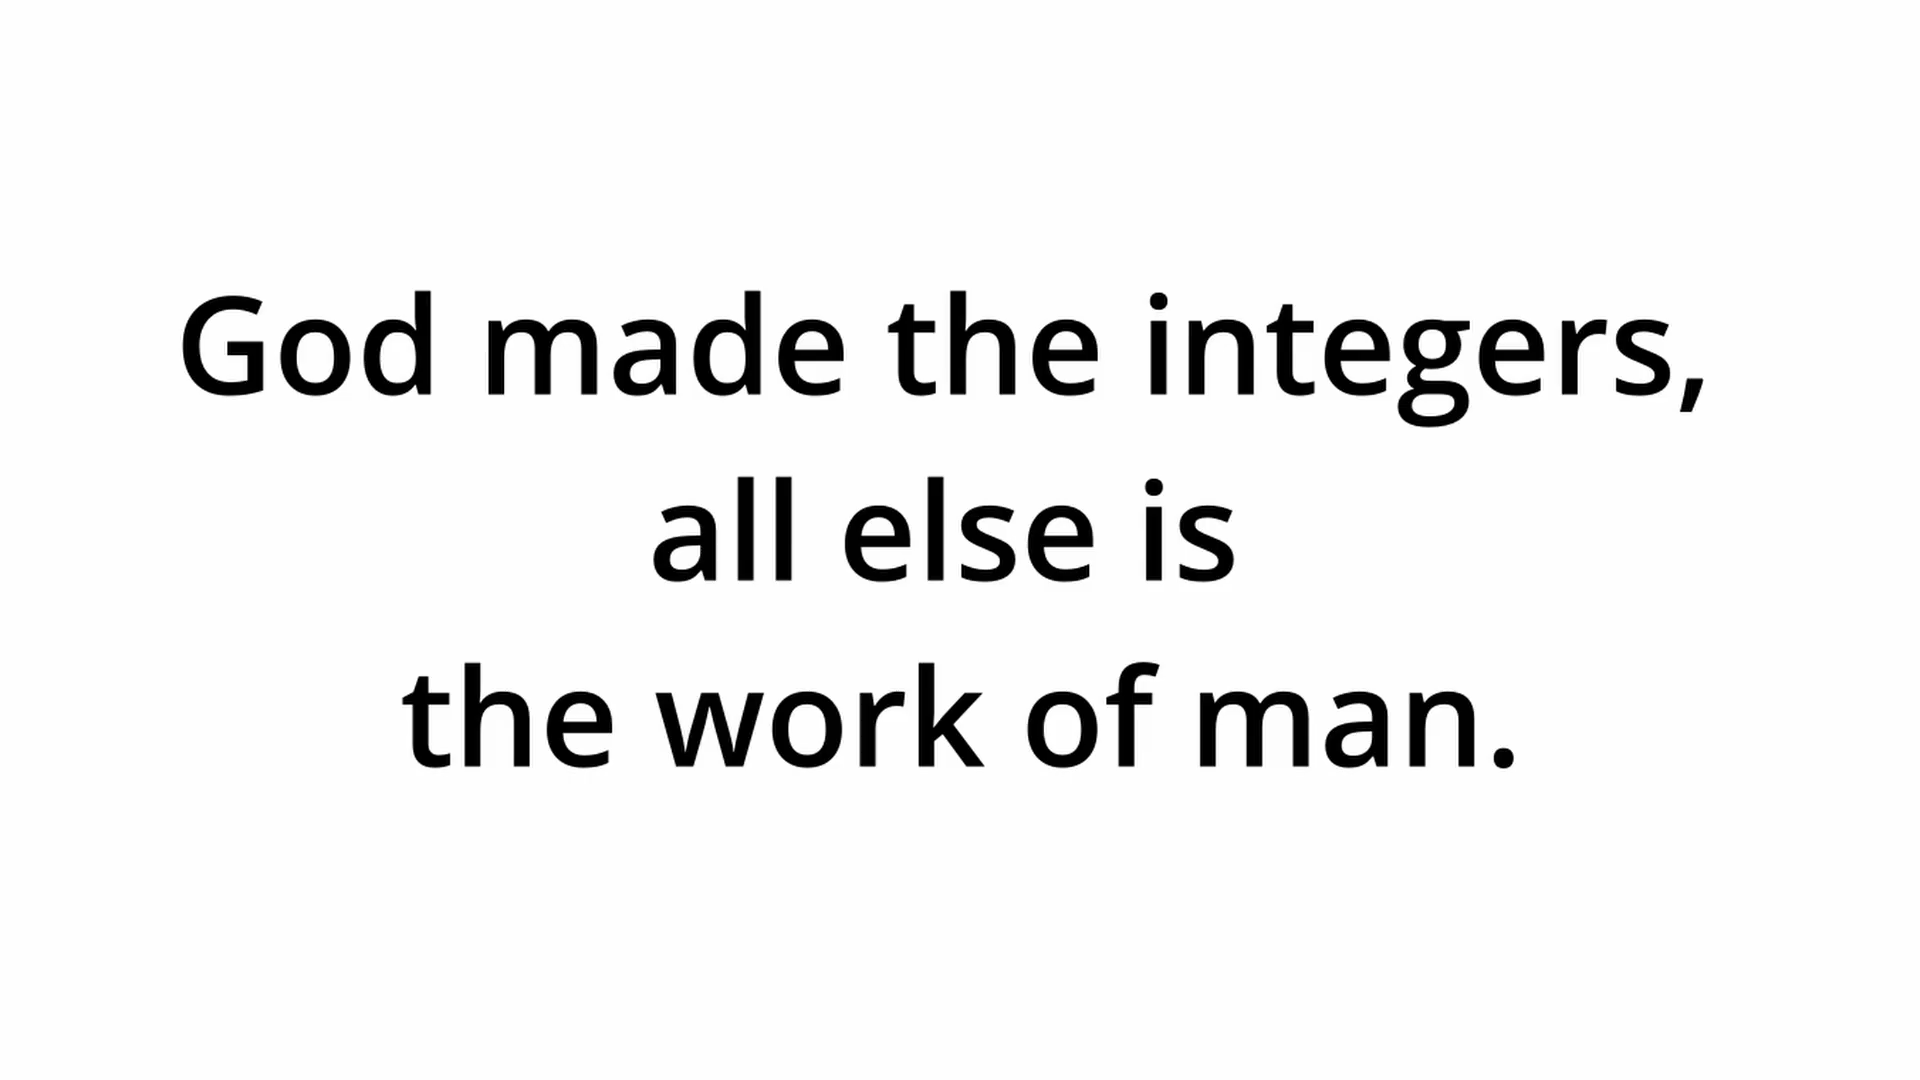 God made the integers,
all else is
the work of man.